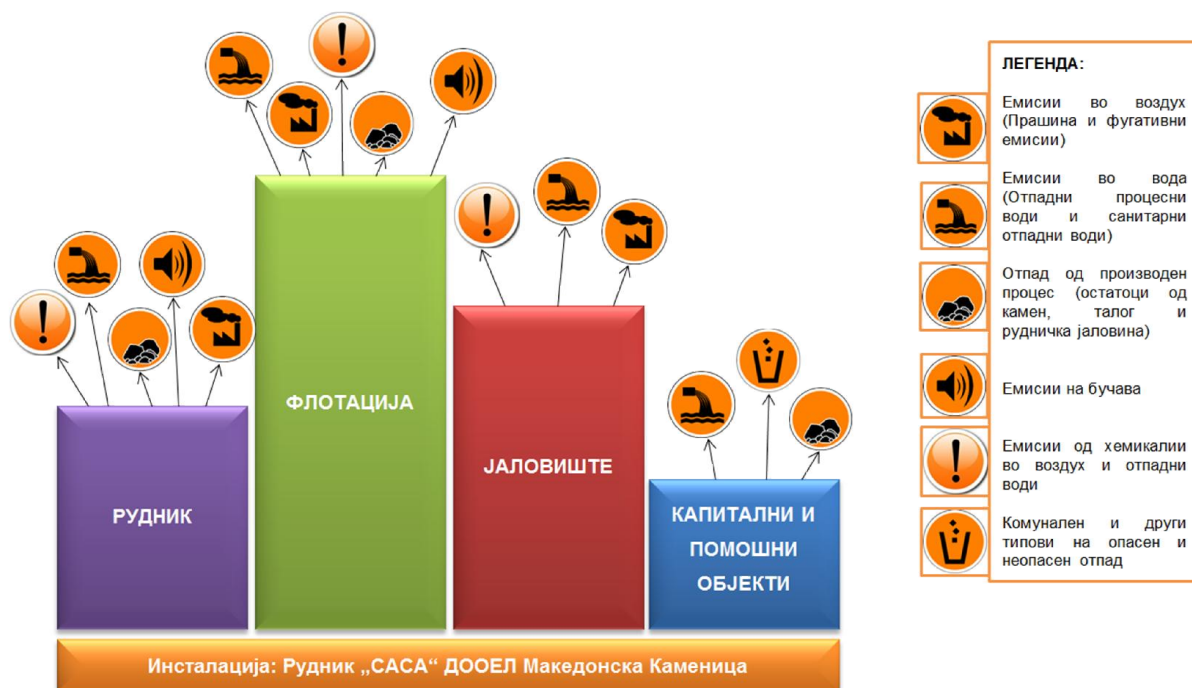 РУДНИК
ФЛОТАЦИЈА
ЈАЛОВИШТЕ
КАПИТАЛНИ И
ПОМОШНИ
ОБЈЕКТИ
Инсталација: Рудник „САСА“ ДООЕЛ Македонска Каменица
ЛЕГЕНДА:
Емисии во воздух
(Прашина и фугативни
емисии)
Емисии во вода
(Отпадни процесни
води и санитарни
отпадни води)
Отпад од производен
процес (остатоци од
камен, талог и
рудничка јаловина)
Емисии на бучава
Емисии од хемикалии
во воздух и отпадни
води
Комунален и други
типови на опасен и
неопасен отпад